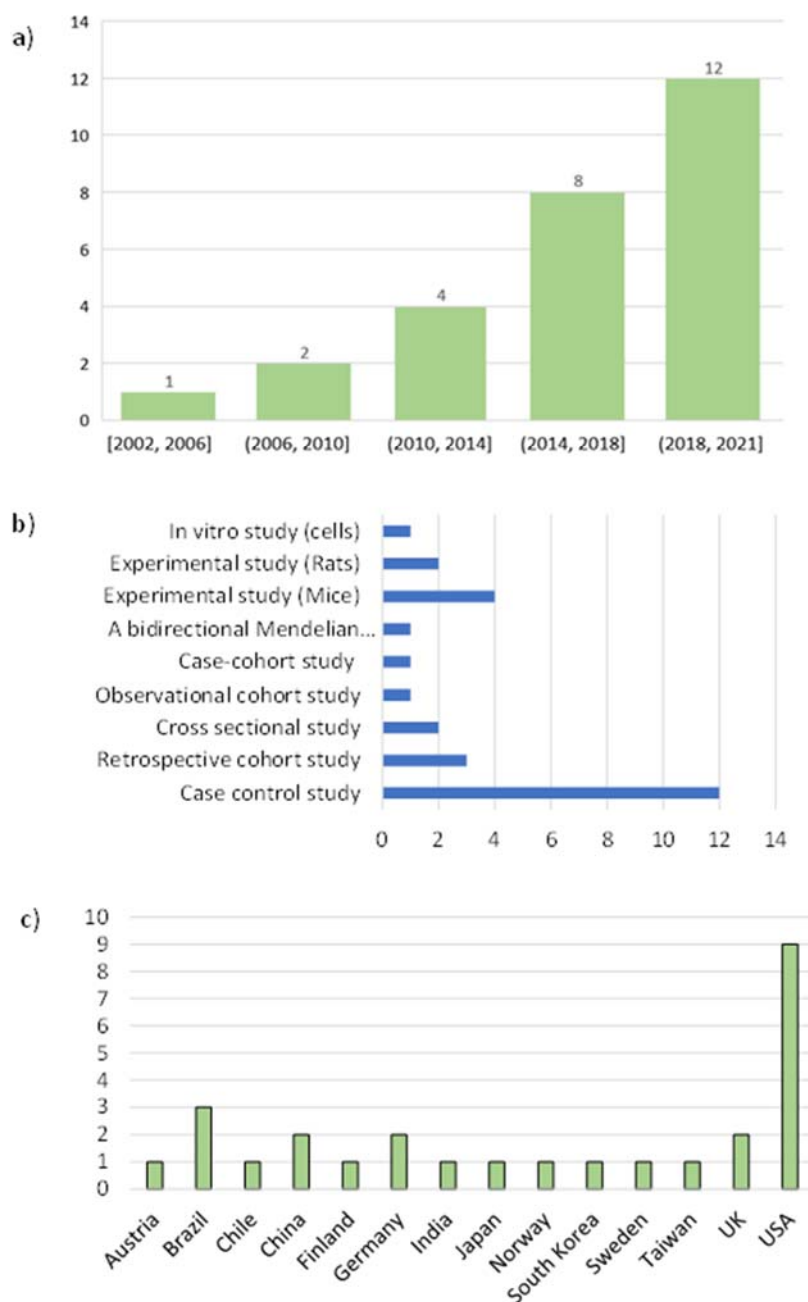 a)
14
12
10
8
6
4
2
0
1
2
4
8
12
[2002, 2006]
(2006, 2010]
(2010, 2014]
(2014, 2018]
(2018, 2021]
b)
In vitro study (cells)
Experimental study (Rats)
Experimental study (Mice)
A bidirectional Mendelian...
Case-cohort study
Observational cohort study
Cross sectional study
Retrospective cohort study
Case control study
0 2 4 6 8 10 12 14
c)
10
9
8
7
6
5
4
3
2
1
0
Austria
Brazil
Chile
China
Finland
Germany
India
Japan
Norway
South Korea
Sweden
Taiwan
UK
USA